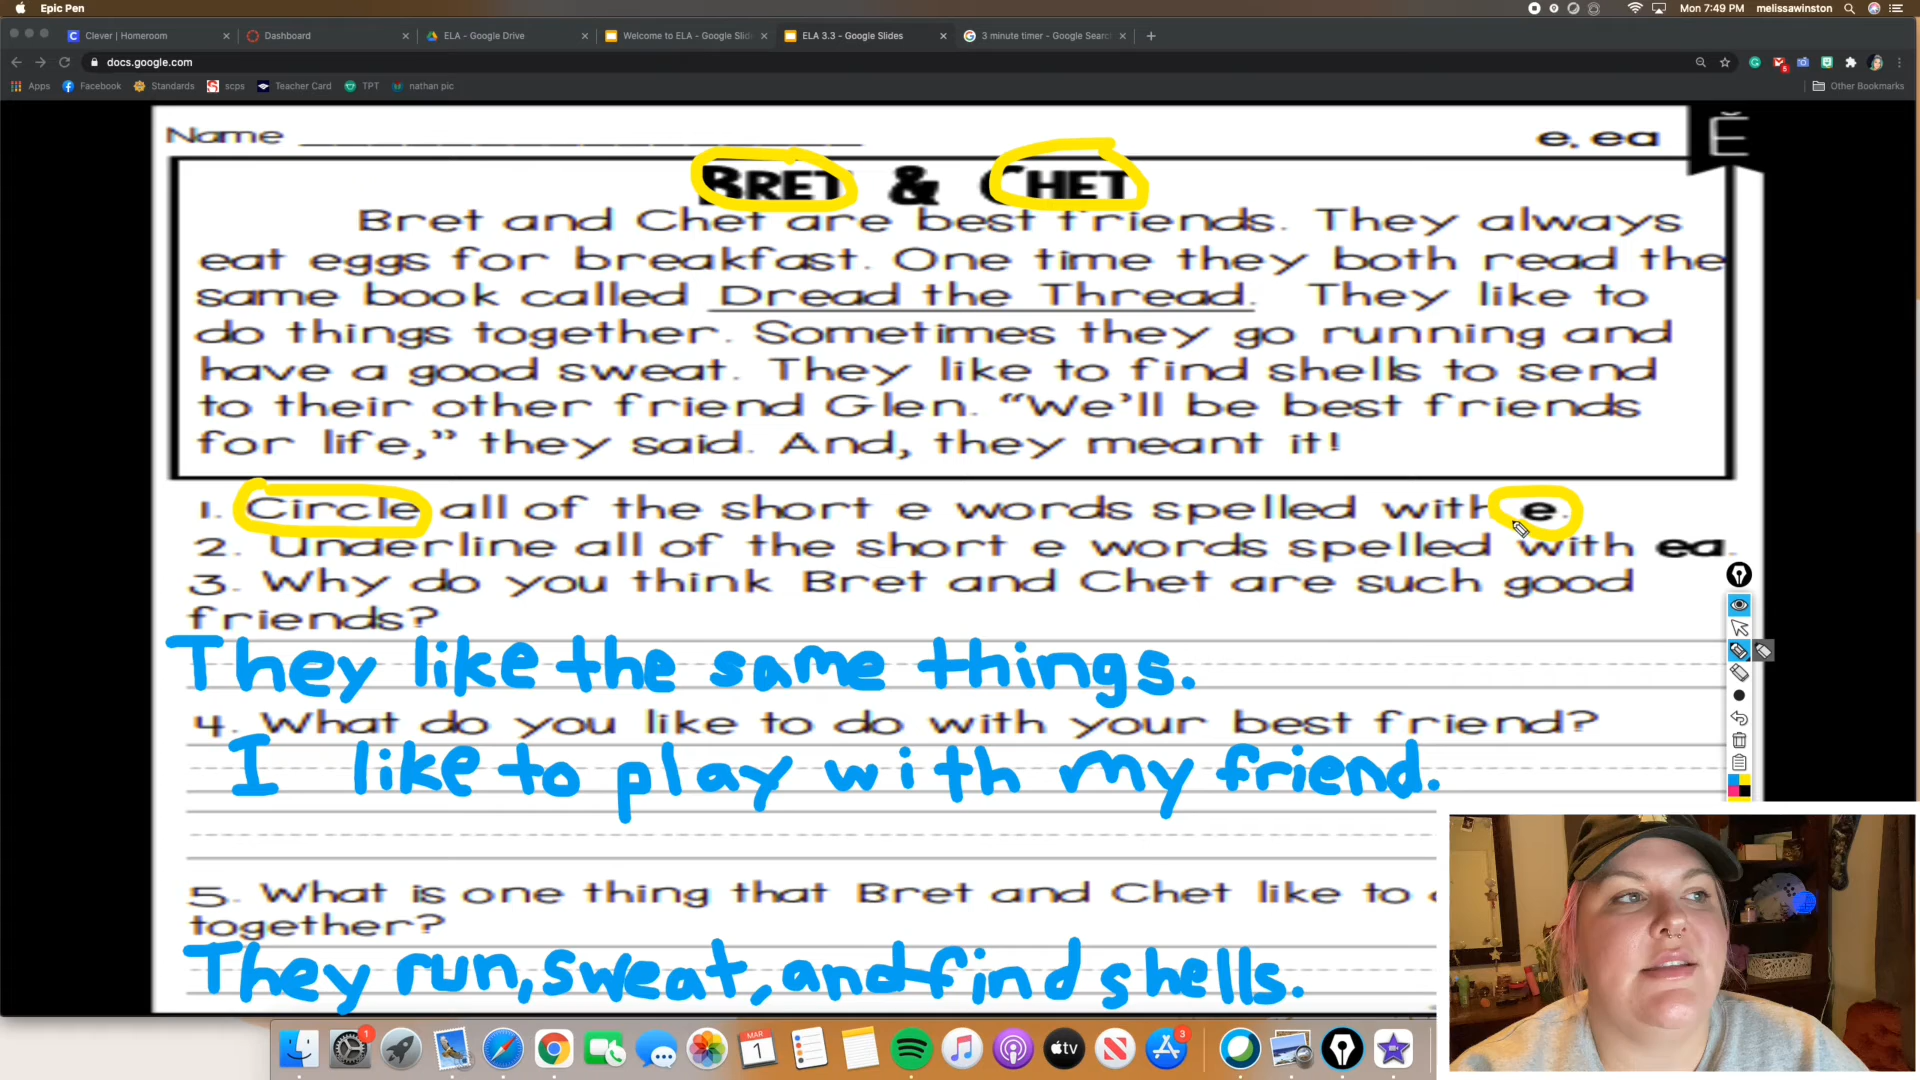 Epic Pen
Mon 7:49 PM melissawinston
Clever | Homeroom
Dashboard
ELA - Google Drive
Welcome to ELA - Google Slid
ELA 3.3 - Google Slides
3 minute timer - Google Searc
docs.google.com
Apps Facebook Standards scps Teacher Card TPT nathan pic Other Bookmarks
Name
e, ea
Ĕ
BRET & CHET
Bret and Chet are best friends. They always
eat eggs for breakfast. One time they both read the
same book called Dread the Thread. They like to
do things together. Sometimes they go running and
have a good sweat. They like to find shells to send
to their other friend Glen. “We’ll be best friends
for life,” they said. And, they meant it!
1. Circle all of the short e words spelled with e.
2. Underline all of the short e words spelled with ea.
3. Why do you think Bret and Chet are such good
friends?
They like the same things.
4. What do you like to do with your best friend?
I like to play with my friend.
5. What is one thing that Bret and Chet like to
together?
They run, sweat, and find shells.
MAR
1
tv
1
3